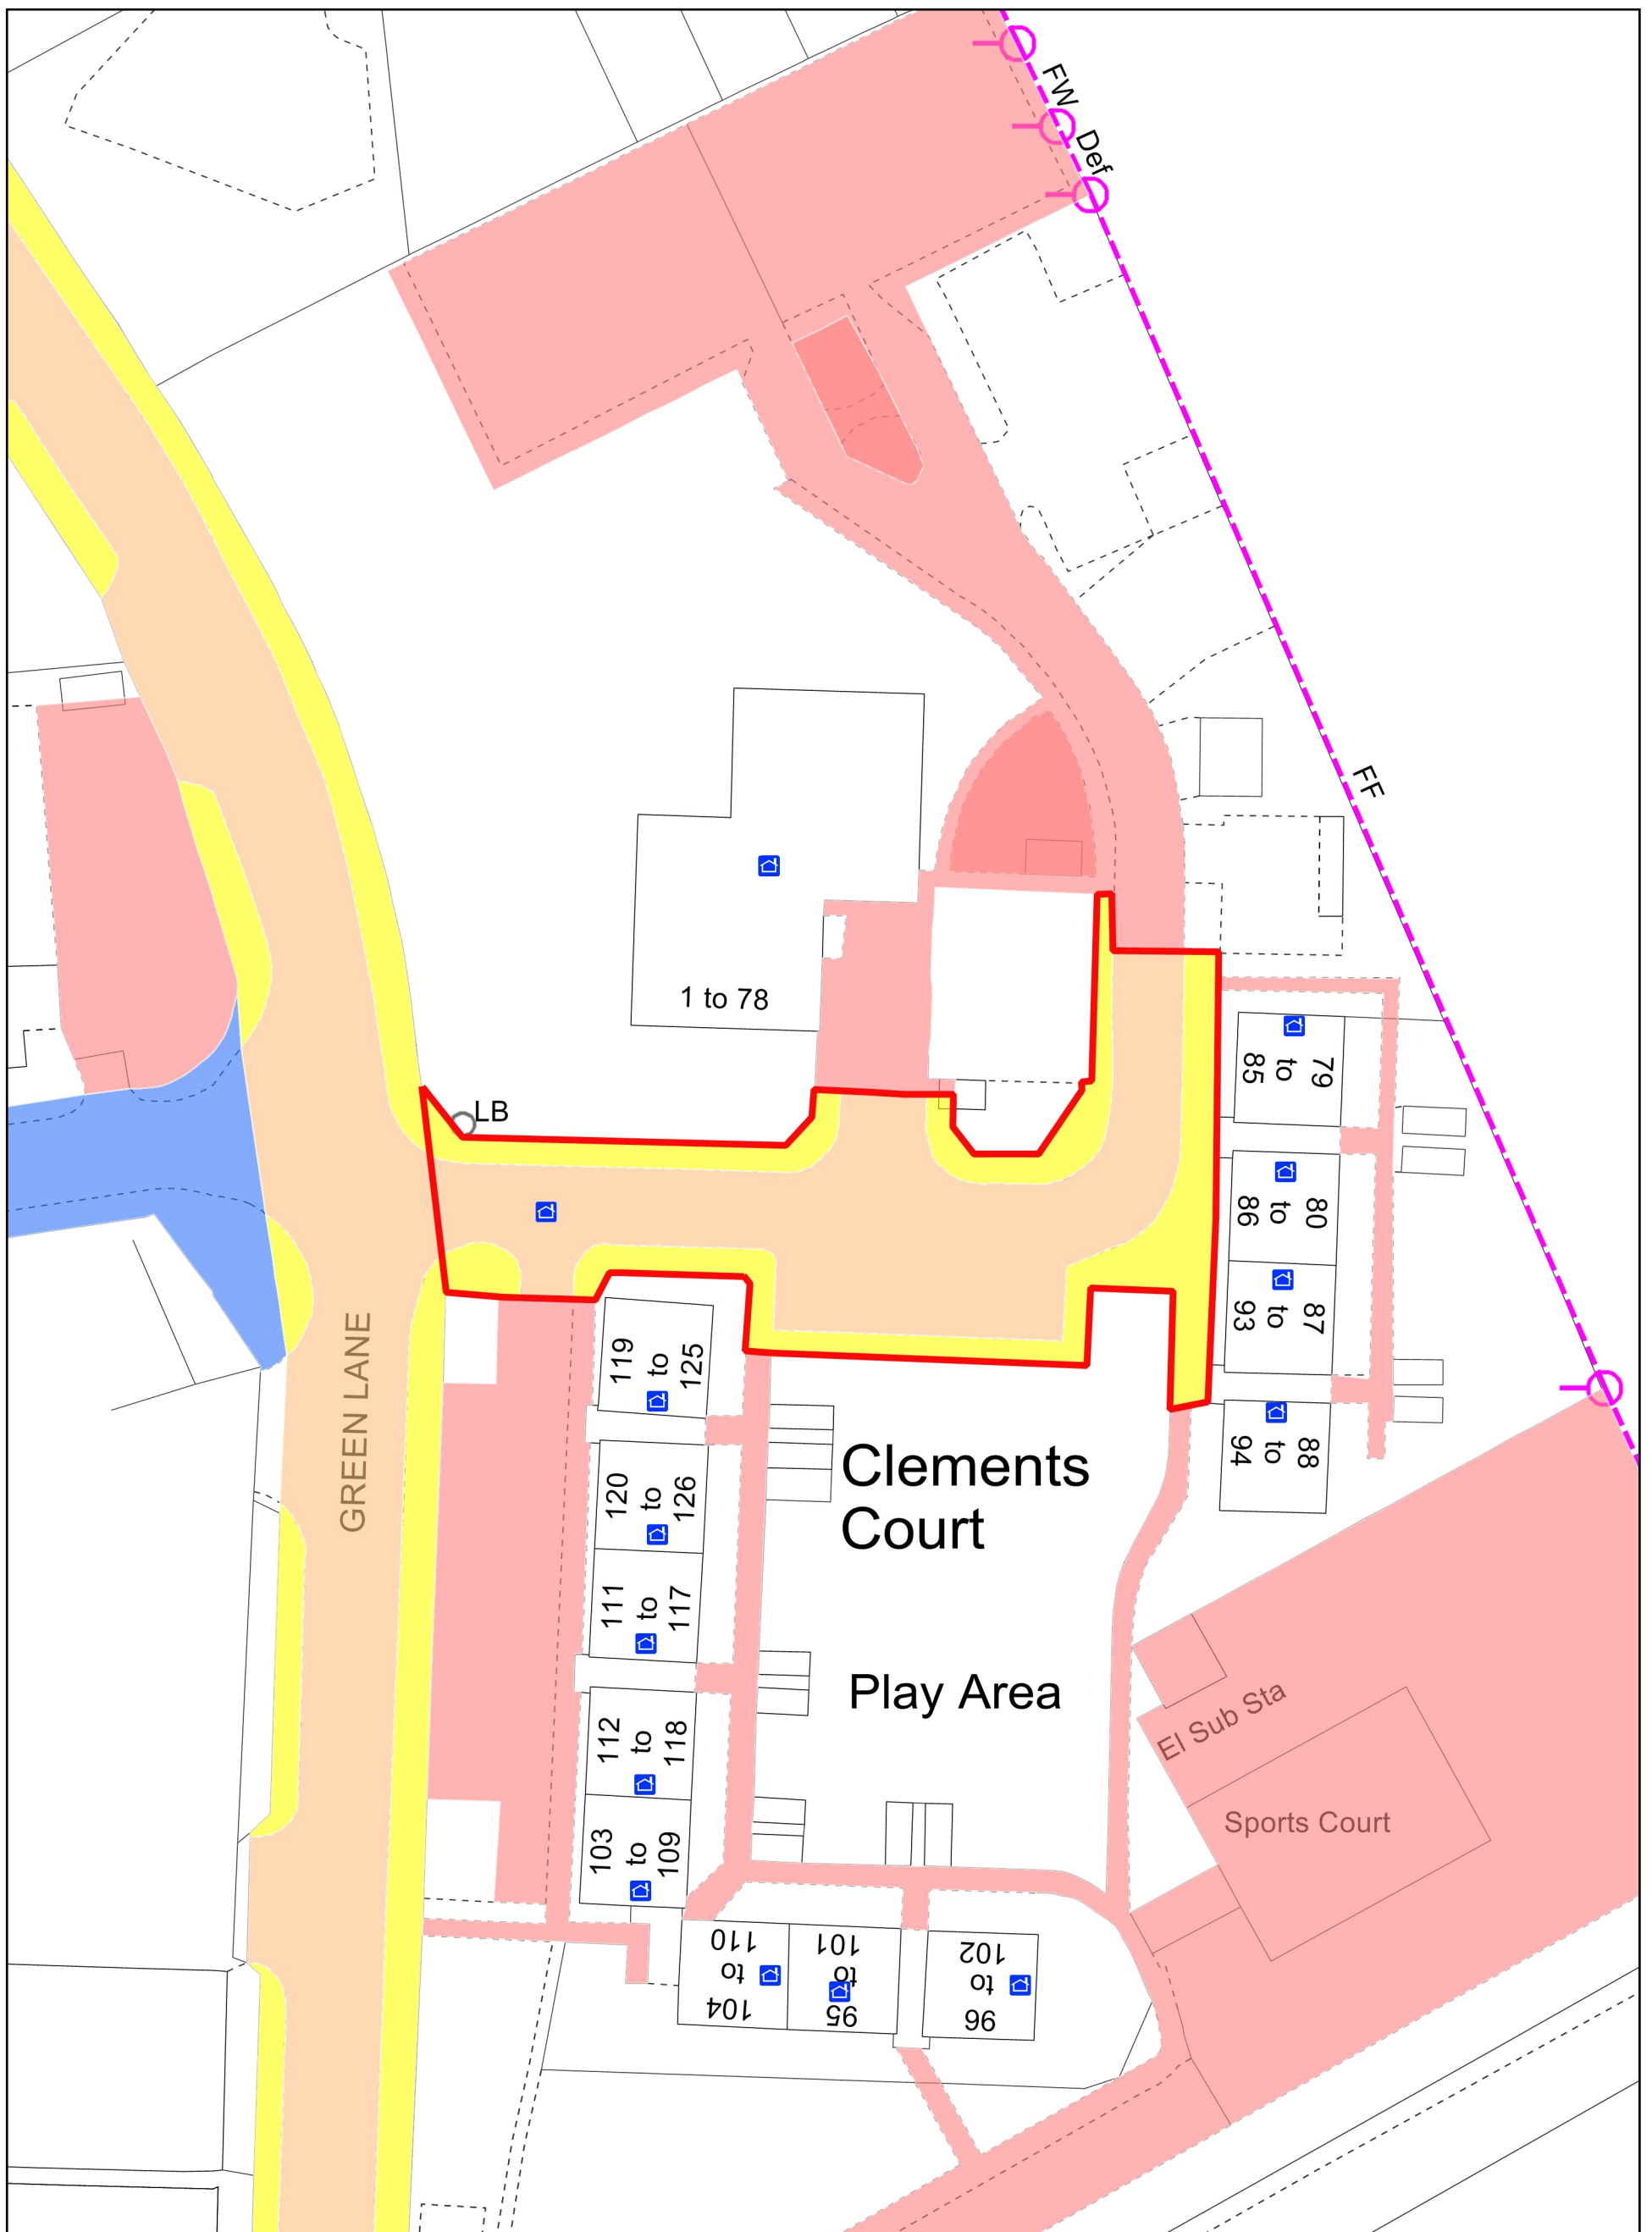 FW
Def
FF
1 to 78
LB
79
to
85
80
to
86
87
to
93
88
to
94
GREEN LANE
119
to
125
120
to
126
111
to
117
112
to
118
103
to
109
Clements
Court
Play Area
El Sub Sta
Sports Court
104
to
110
95
to
101
96
to
102